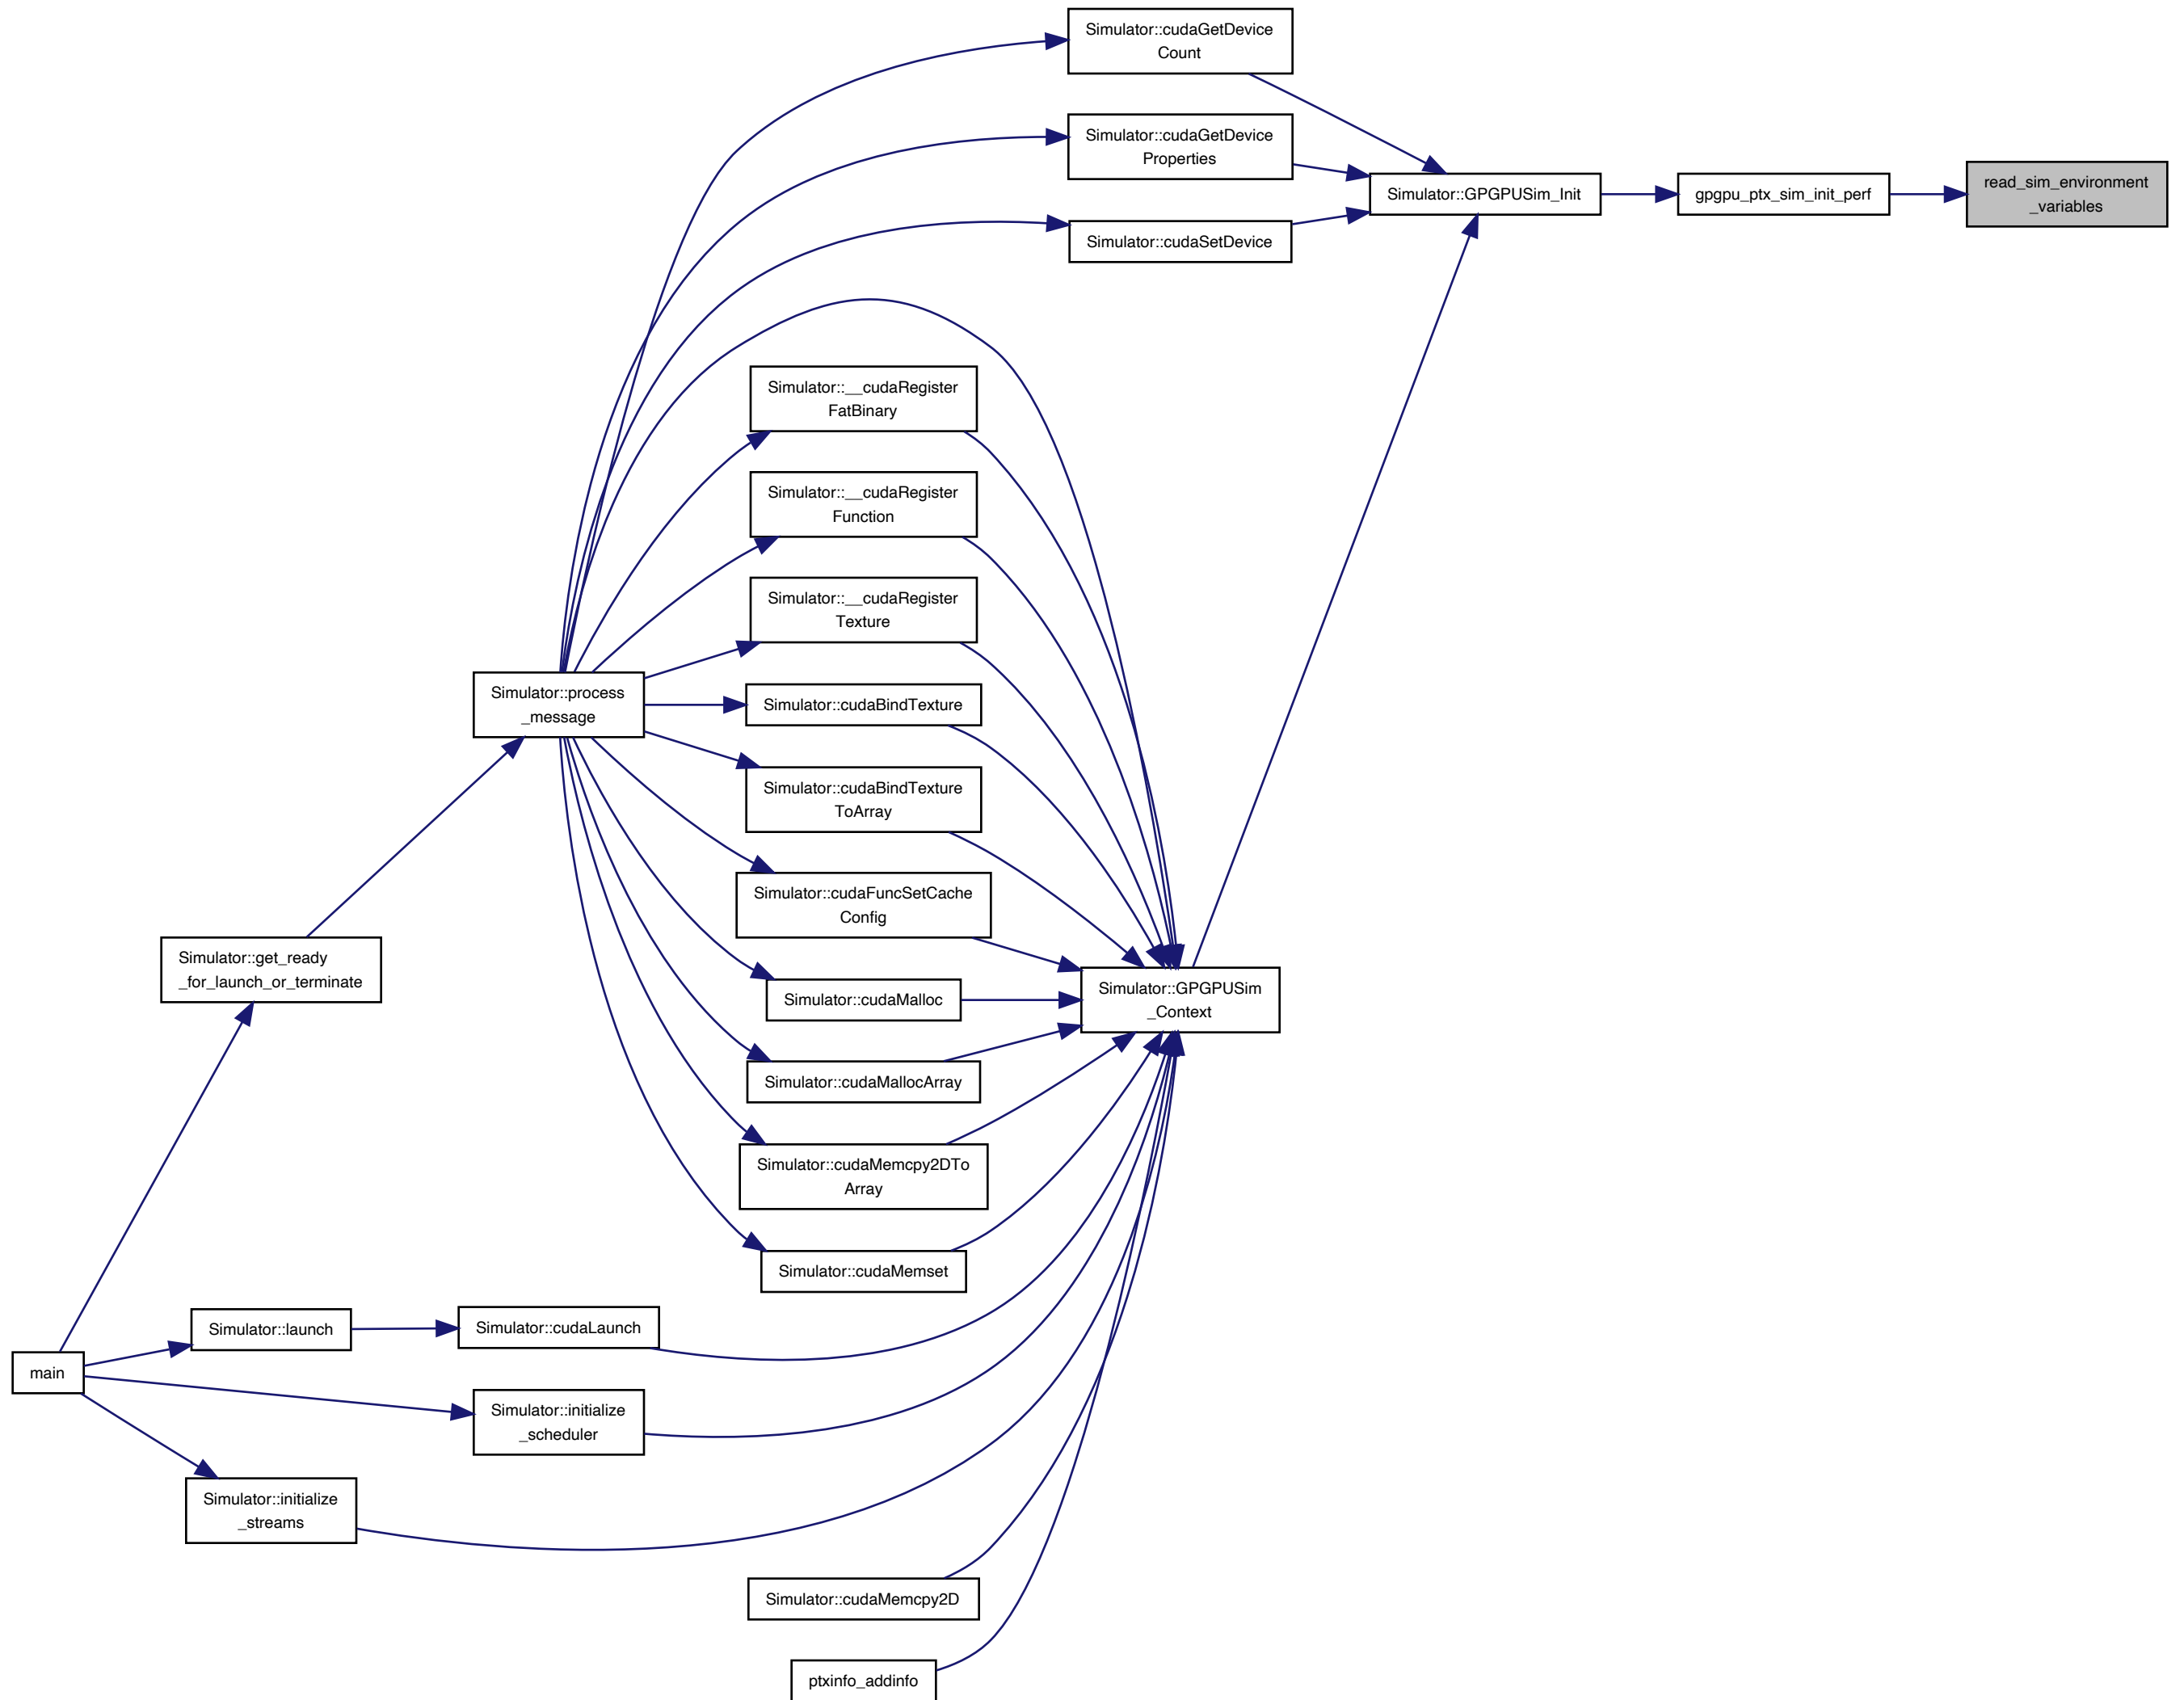 Simulator::cudaGetDevice
Count
Simulator::cudaGetDevice
Properties
Simulator::GPGPUSim_Init
gpgpu_ptx_sim_init_perf
read_sim_environment
_variables
Simulator::cudaSetDevice
Simulator::__cudaRegister
FatBinary
Simulator::__cudaRegister
Function
Simulator::__cudaRegister
Texture
Simulator::process
_message
Simulator::cudaBindTexture
Simulator::cudaBindTexture
ToArray
Simulator::cudaFuncSetCache
Config
Simulator::get_ready
_for_launch_or_terminate
Simulator::cudaMalloc
Simulator::GPGPUSim
_Context
Simulator::cudaMallocArray
Simulator::cudaMemcpy2DTo
Array
Simulator::cudaMemset
Simulator::launch
Simulator::cudaLaunch
main
Simulator::initialize
_scheduler
Simulator::initialize
_streams
Simulator::cudaMemcpy2D
ptxinfo_addinfo